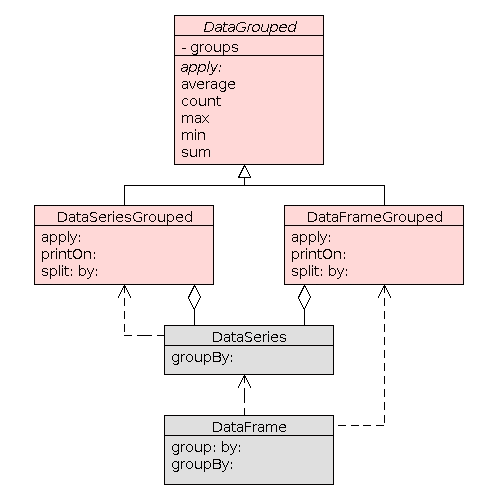 DataGrouped
- groups
apply:
average
count
max
min
sum
DataSeriesGrouped
apply:
printOn:
split: by:
DataFrameGrouped
apply:
printOn:
split: by:
DataSeries
groupBy:
DataFrame
group: by:
groupBy: